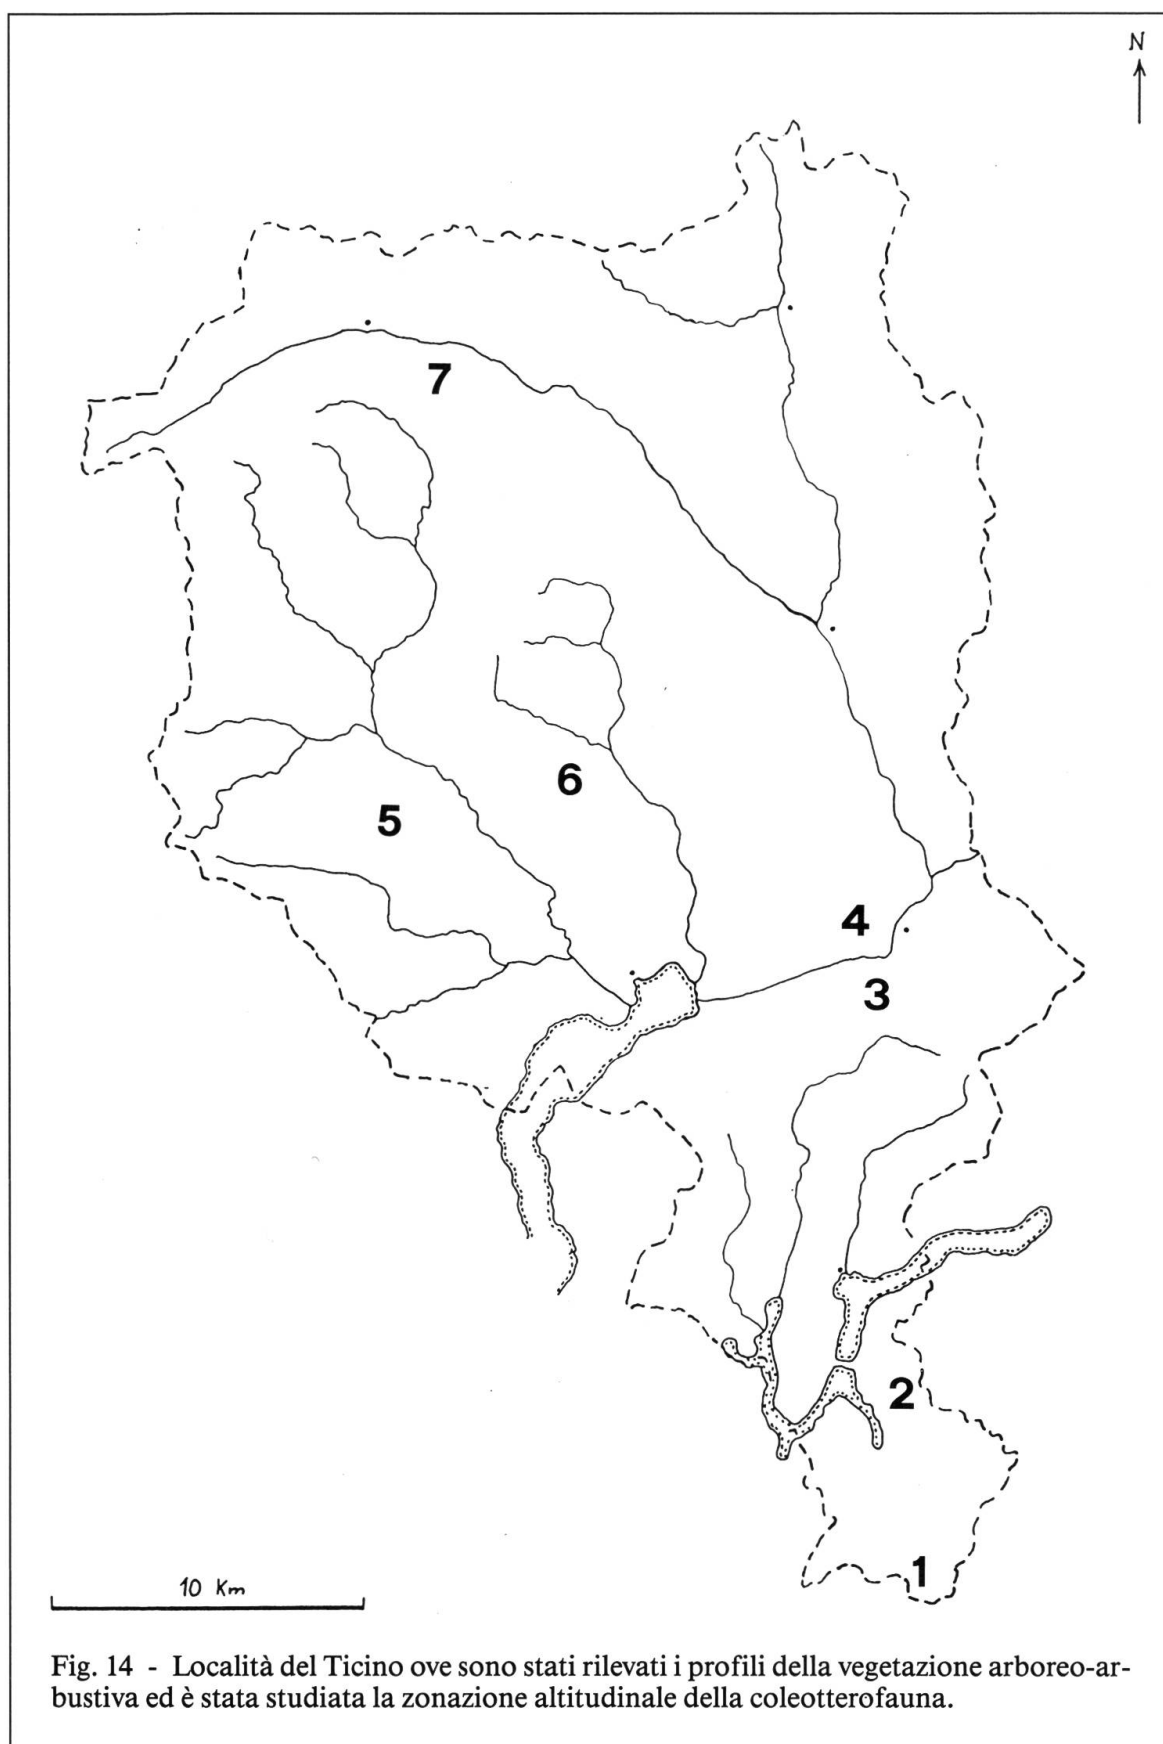 N
7
6
5
4
3
2
1
10 Km
Fig. 14 - Località del Ticino ove sono stati rilevati i profili della vegetazione arboreo-ar-
bustiva ed è stata studiata la zonazione altitudinale della coleotterofauna.